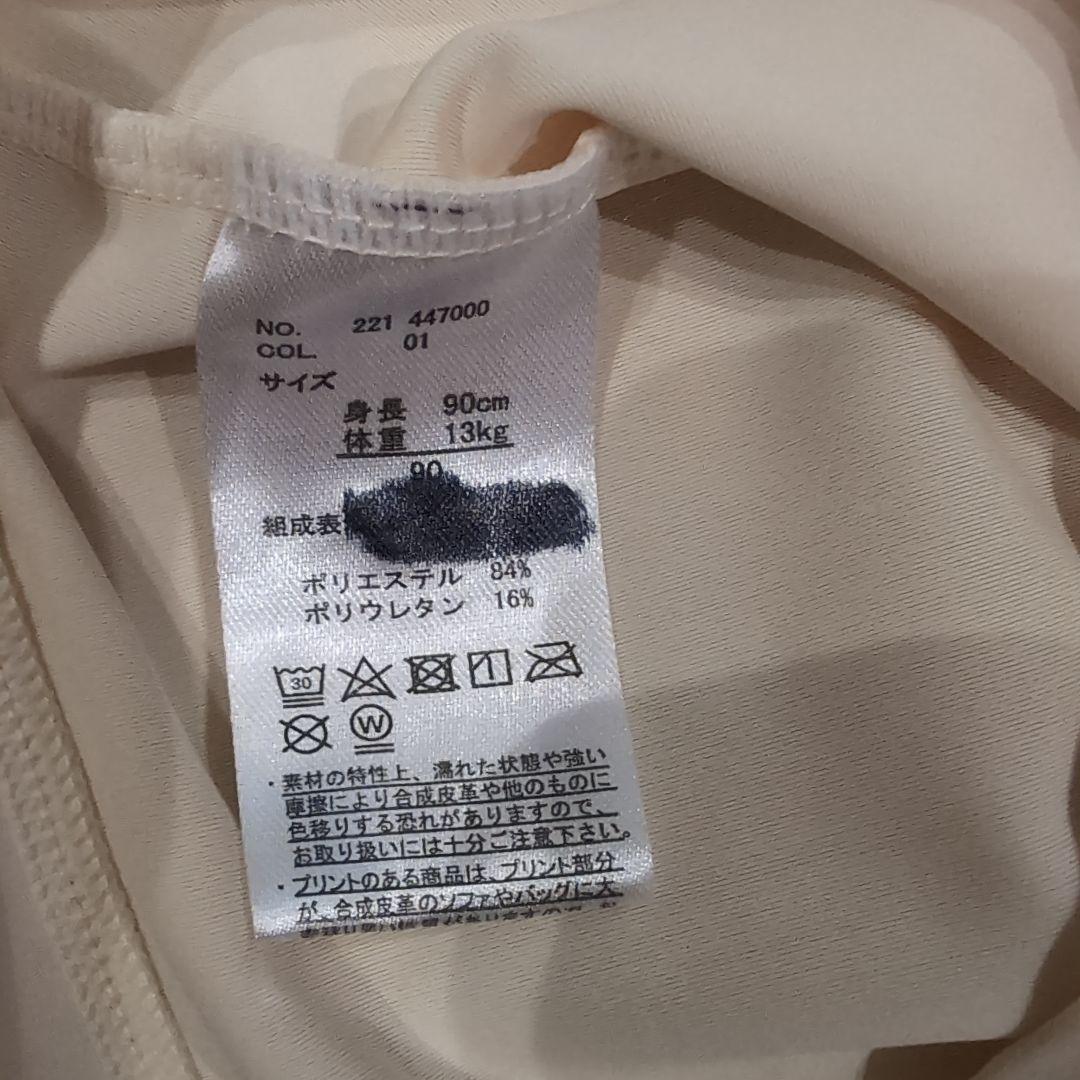 NO. 221 447000
COL. 01
サイズ
身長 90cm
体重 13kg
90
組成表
ポリエステル 84%
ポリウレタン 16%
30
W
・素材の特性上、濡れた状態や強い
摩擦により合成皮革や他のものに
色移りする恐れがありますので、
お取り扱いには十分ご注意下さい。
・プリントのある商品は、プリント部分
が、合成皮革のソファやバッグに大